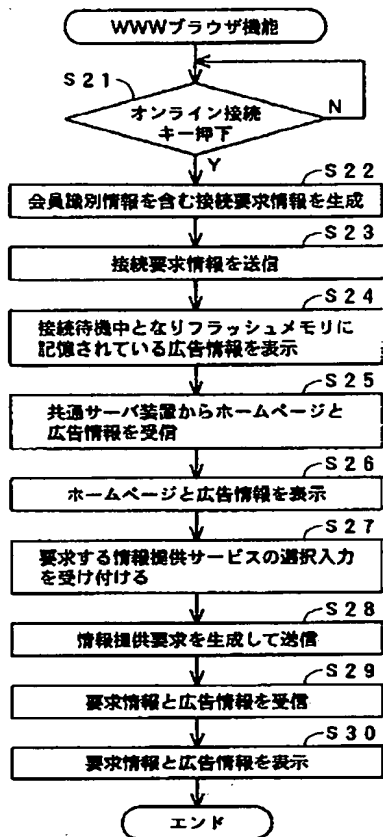 WWWブラウザ機能
S21
オンライン接続
キー押下
N
Y
S22
会員識別情報を含む接続要求情報を生成
S23
接続要求情報を送信
S24
接続待機中となりフラッシュメモリに
記憶されている広告情報を表示
S25
共通サーバ装置からホームページと
広告情報を受信
S26
ホームページと広告情報を表示
S27
要求する情報提供サービスの選択入力
を受け付ける
S28
情報提供要求を生成して送信
S29
要求情報と広告情報を受信
S30
要求情報と広告情報を表示
エンド